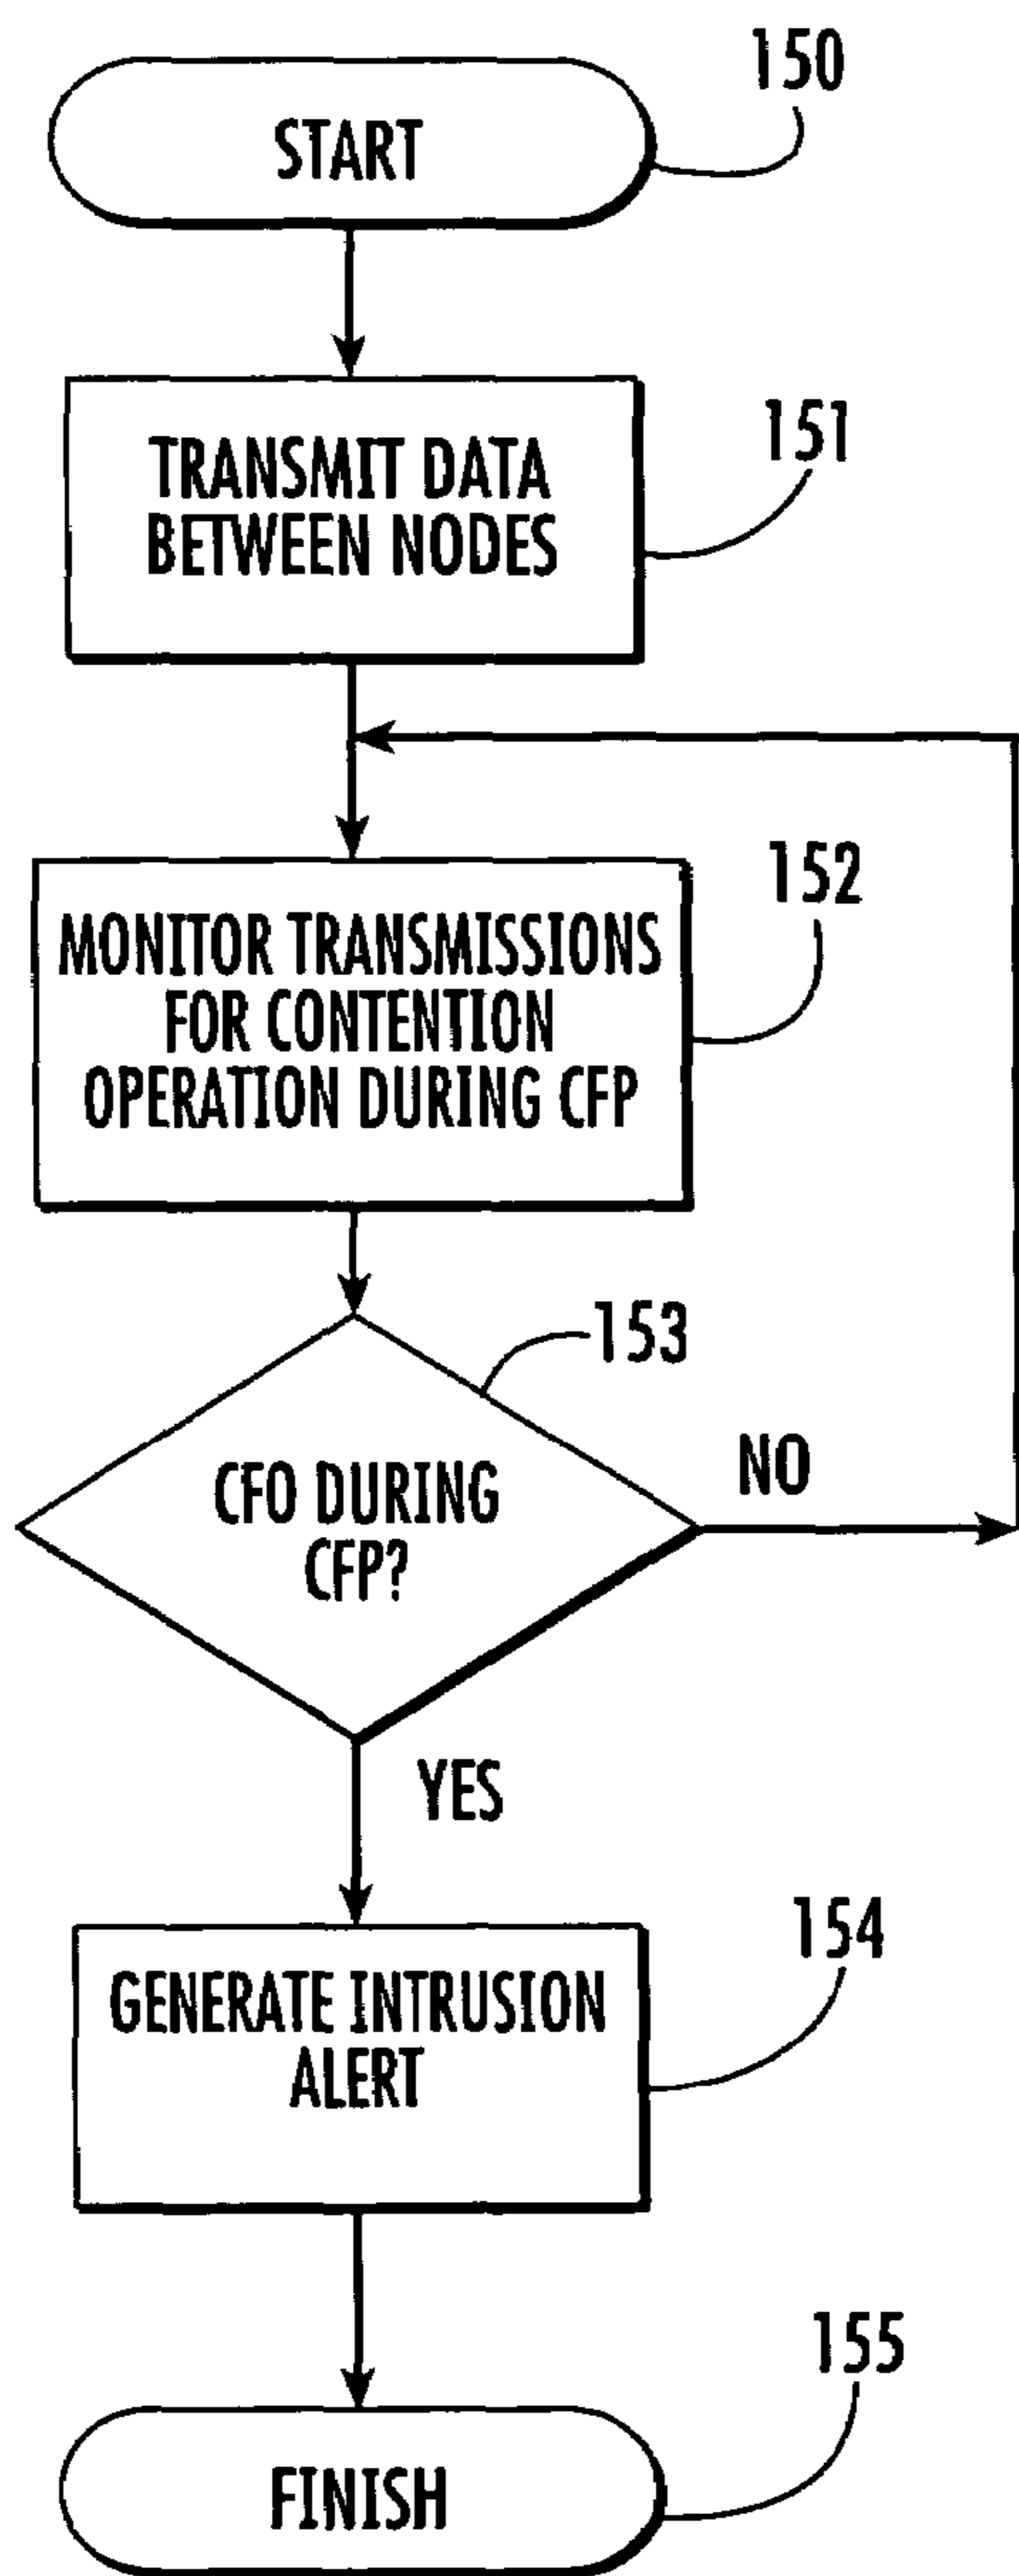 150
START
151
TRANSMIT DATA
BETWEEN NODES
152
MONITOR TRANSMISSIONS
FOR CONTENTION
OPERATION DURING CFP
153
CFO DURING
CFP?
NO
YES
154
GENERATE INTRUSION
ALERT
155
FINISH